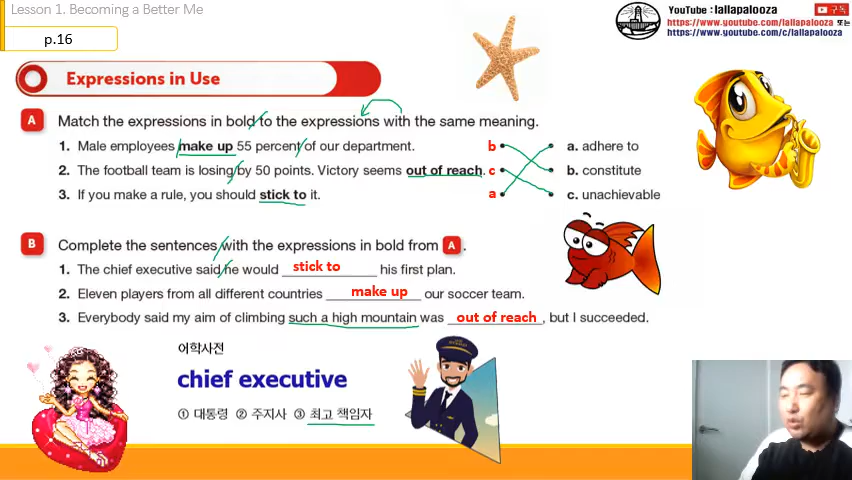 Lesson 1. Becoming a Better Me
p.16
YouTube : lallapalooza
구독
https://www.youtube.com/lallapalooza 또는
https://www.youtube.com/c/lallapalooza
Expressions in Use
A Match the expressions in bold to the expressions with the same meaning.
1. Male employees make up 55 percent of our department. b a. adhere to
2. The football team is losing by 50 points. Victory seems out of reach. c b. constitute
3. If you make a rule, you should stick to it. a c. unachievable
B Complete the sentences with the expressions in bold from A.
1. The chief executive said he would stick to his first plan.
2. Eleven players from all different countries make up our soccer team.
3. Everybody said my aim of climbing such a high mountain was out of reach, but I succeeded.
어학사전
chief executive
① 대통령 ② 주지사 ③ 최고 책임자